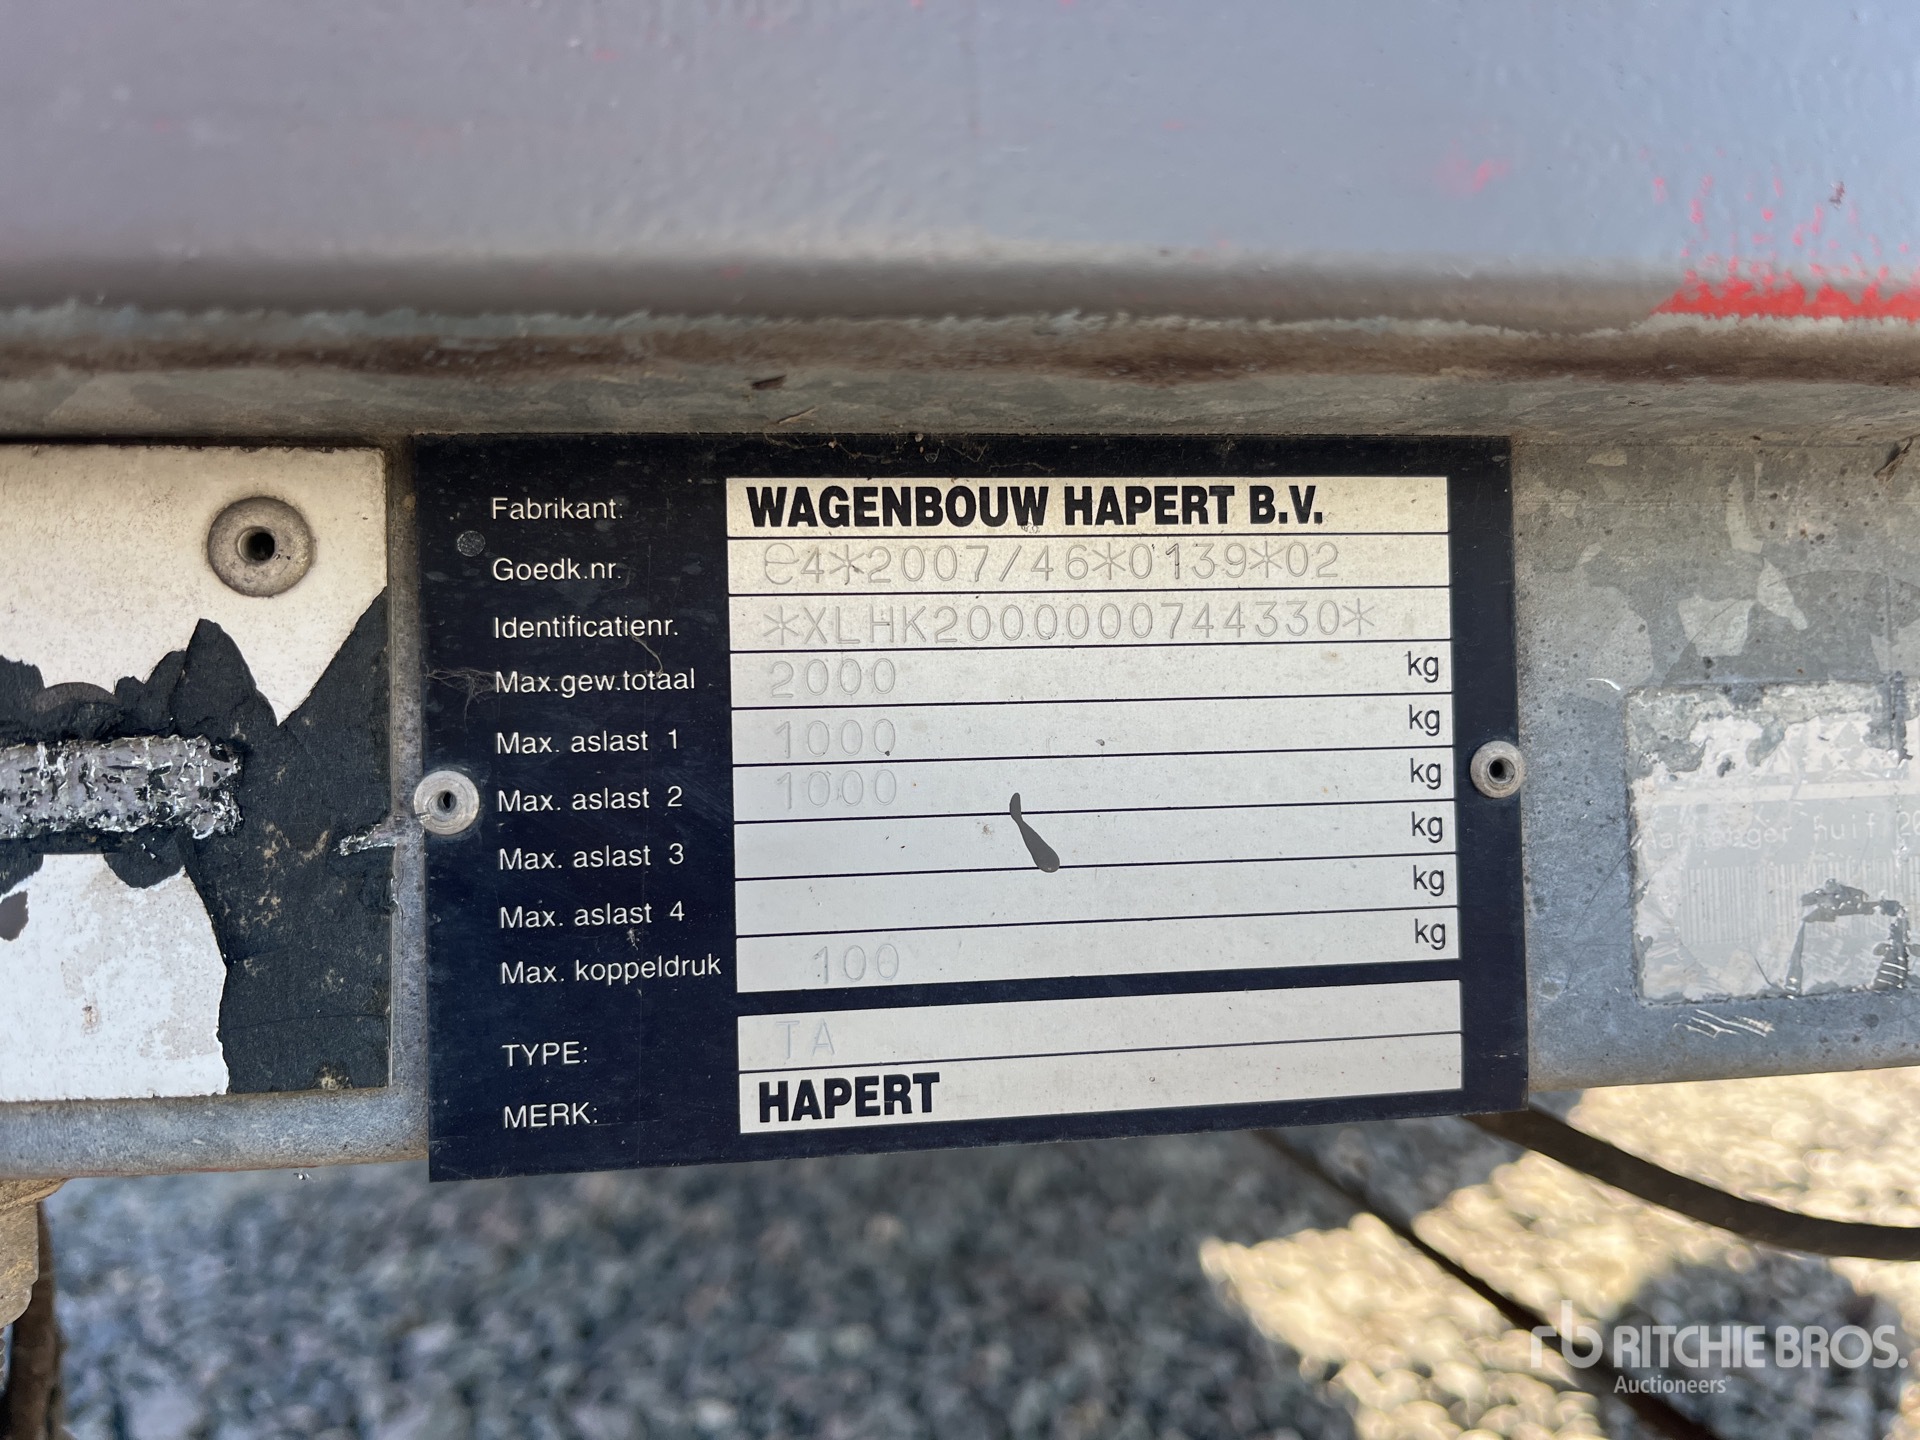 Fabrikant: WAGENBOUW HAPERT B.V.
Goedk.nr. e4*2007/46*0139*02
Identificatienr. *XLHK2000000744330*
Max.gew.totaal 2000 kg
Max. aslast 1 1000 kg
Max. aslast 2 1000 kg
Max. aslast 3 kg
Max. aslast 4 kg
Max. koppeldruk 100 kg
TYPE: TA
MERK: HAPERT
rb RITCHIE BROS.
Auctioneers